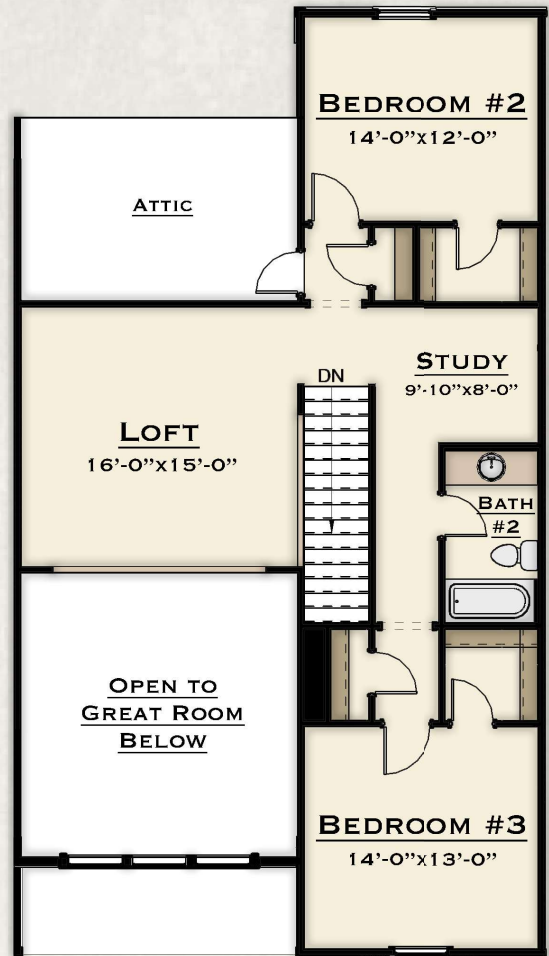 BEDROOM #2
14'-0"x12'-0"
ATTIC
STUDY
9'-10"x8'-0"
DN
LOFT
16'-0"x15'-0"
BATH
#2
OPEN TO
GREAT ROOM
BELOW
BEDROOM #3
14'-0"x13'-0"